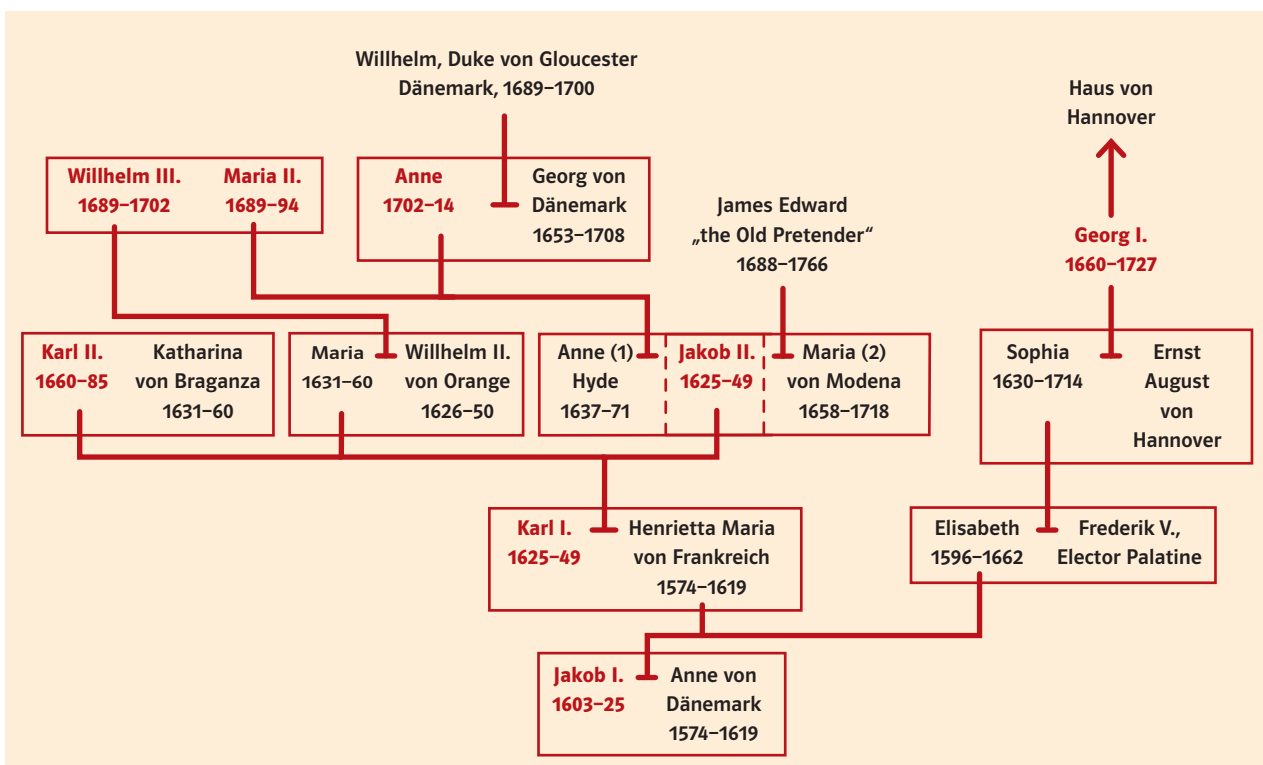 Willhelm, Duke von Gloucester
Dänemark, 1689–1700
Haus von
Hannover
Willhelm III.
1689–1702
Maria II.
1689–94
Anne
1702–14
Georg von
Dänemark
1653–1708
James Edward
„the Old Pretender“
1688–1766
Georg I.
1660–1727
Karl II.
1660–85
Katharina
von Braganza
1631–60
Maria
1631–60
Willhelm II.
von Orange
1626–50
Anne (1)
Hyde
1637–71
Jakob II.
1625–49
Maria (2)
von Modena
1658–1718
Sophia
1630–1714
Ernst
August
von
Hannover
Karl I.
1625–49
Henrietta Maria
von Frankreich
1574–1619
Elisabeth
1596–1662
Frederik V.,
Elector Palatine
Jakob I.
1603–25
Anne von
Dänemark
1574–1619